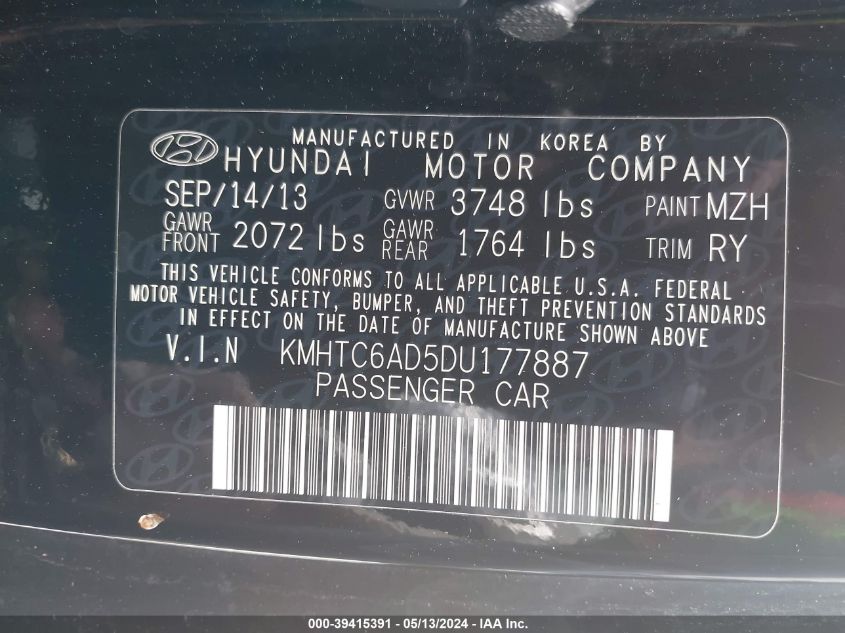 MANUFACTURED IN KOREA BY
HYUNDAI MOTOR COMPANY
SEP/14/13 GVWR 3748 lbs PAINT MZH
GAWR FRONT 2072 lbs GAWR REAR 1764 lbs TRIM RY
THIS VEHICLE CONFORMS TO ALL APPLICABLE U.S.A. FEDERAL
MOTOR VEHICLE SAFETY, BUMPER, AND THEFT PREVENTION STANDARDS
IN EFFECT ON THE DATE OF MANUFACTURE SHOWN ABOVE
V.I.N KMHTC6AD5DU177887
PASSENGER CAR
000-39415391 - 05/13/2024 - IAA Inc.